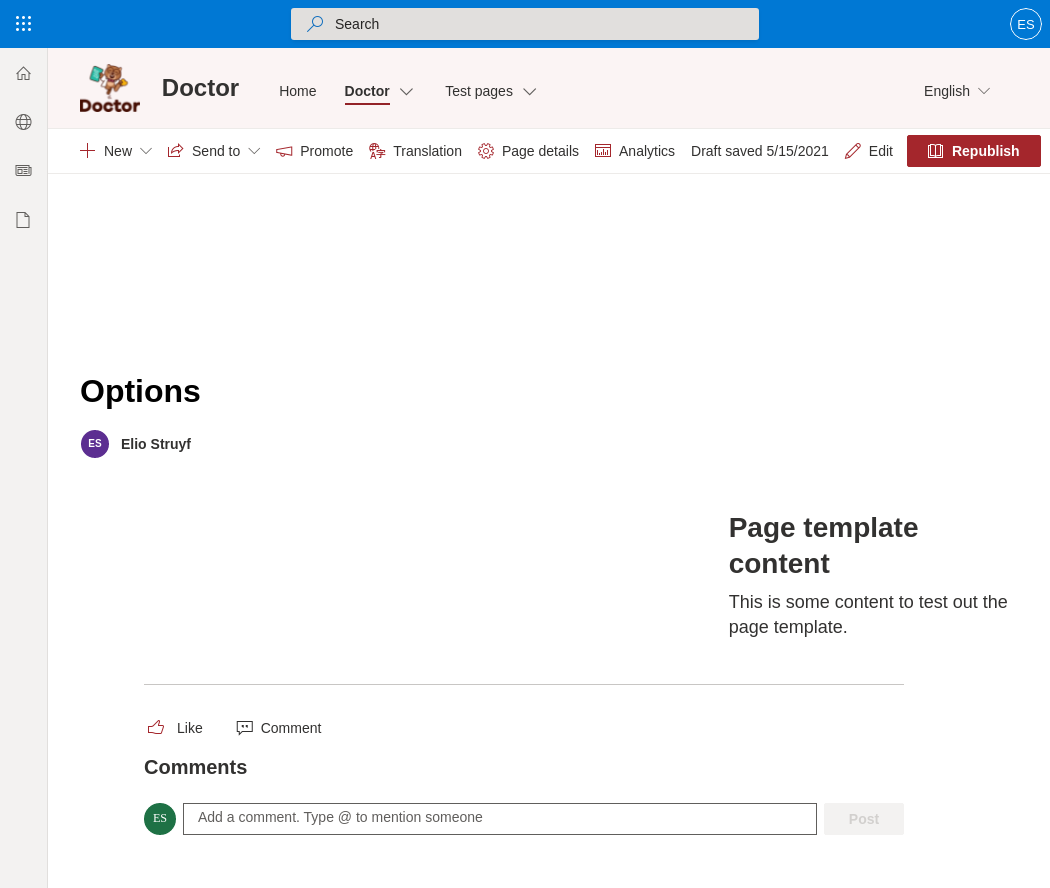 Search
ES
Doctor
Doctor
Home
Doctor
Test pages
English
New
Send to
Promote
Translation
Page details
Analytics
Draft saved 5/15/2021
Edit
Republish
Options
ES
Elio Struyf
Page template
content
This is some content to test out the
page template.
Like
Comment
Comments
ES
Add a comment. Type @ to mention someone
Post